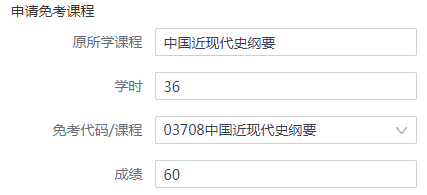 申请免考课程
原所学课程 中国近现代史纲要
学时 36
免考代码/课程 03708中国近现代史纲要
成绩 60